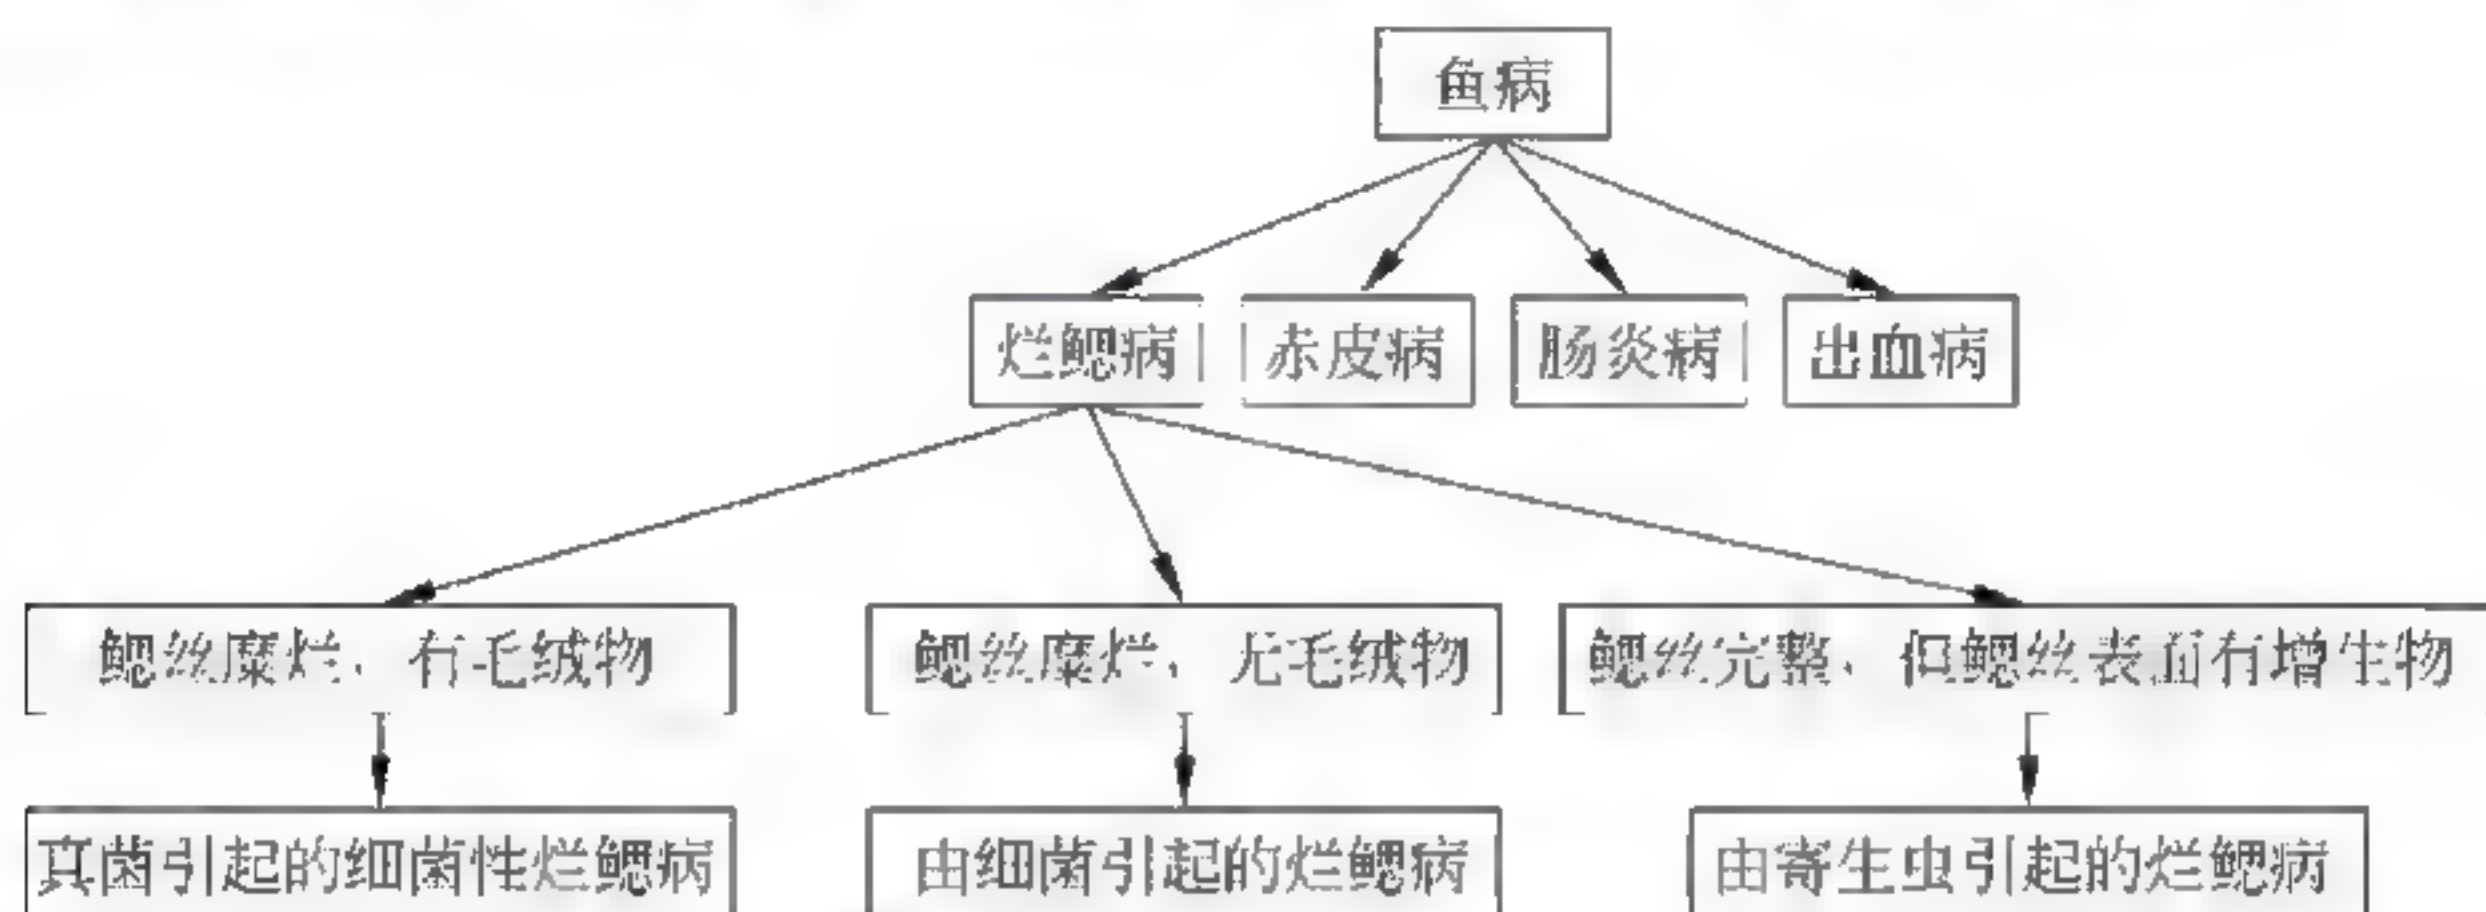 鱼病
烂鳃病
赤皮病
肠炎病
出血病
鳃丝糜烂，有毛绒物
鳃丝糜烂，无毛绒物
鳃丝完整，但鳃丝表面有增生物
真菌引起的细菌性烂鳃病
由细菌引起的烂鳃病
由寄生虫引起的烂鳃病